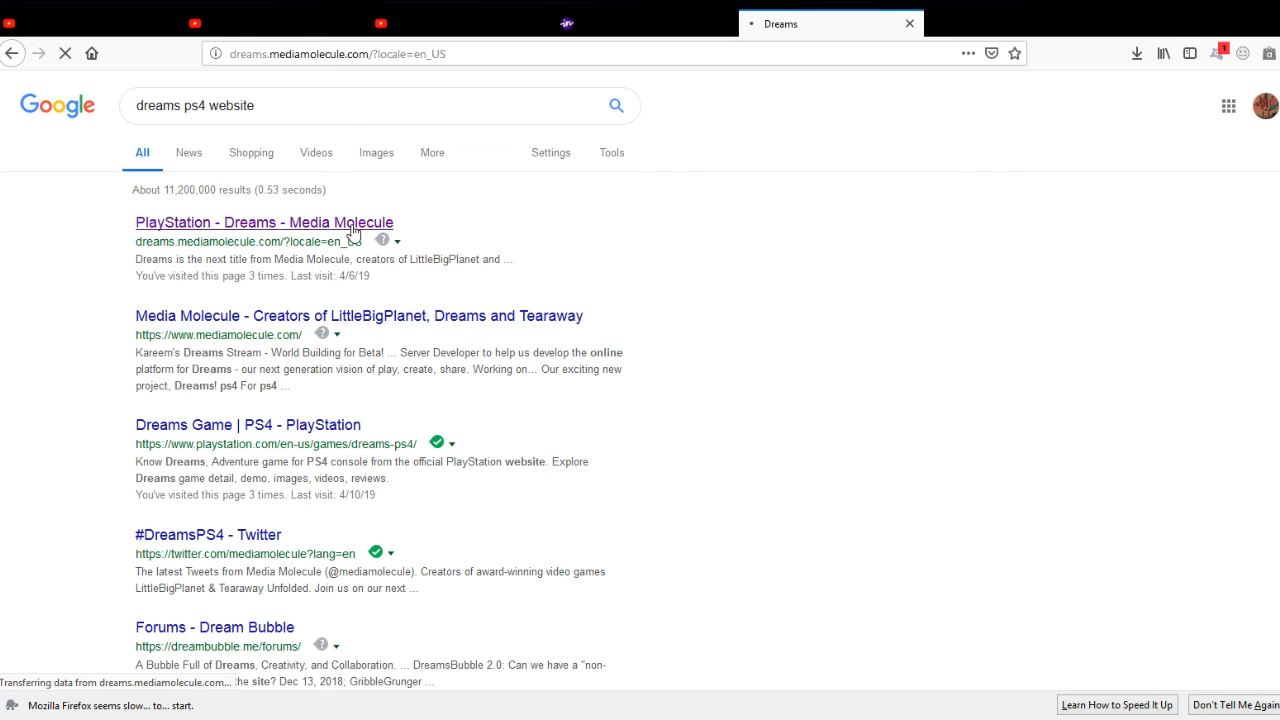 Dreams
dreams.mediamolecule.com/?locale=en_US
1
Google
dreams ps4 website
All News Shopping Videos Images More Settings Tools
About 11,200,000 results (0.53 seconds)
PlayStation - Dreams - Media Molecule
dreams.mediamolecule.com/?locale=en_US
Dreams is the next title from Media Molecule, creators of LittleBigPlanet and ...
You've visited this page 3 times. Last visit: 4/6/19
Media Molecule - Creators of LittleBigPlanet, Dreams and Tearaway
https://www.mediamolecule.com/
Kareem's Dreams Stream - World Building for Beta! ... Server Developer to help us develop the online
platform for Dreams - our next generation vision of play, create, share. Working on... Our exciting new
project, Dreams! ps4 For ps4 ...
Dreams Game | PS4 - PlayStation
https://www.playstation.com/en-us/games/dreams-ps4/
Know Dreams, Adventure game for PS4 console from the official PlayStation website. Explore
Dreams game detail, demo, images, videos, reviews.
You've visited this page 3 times. Last visit: 4/10/19
#DreamsPS4 - Twitter
https://twitter.com/mediamolecule?lang=en
The latest Tweets from Media Molecule (@mediamolecule). Creators of award-winning video games
LittleBigPlanet & Tearaway Unfolded. Join us on our next ...
Forums - Dream Bubble
https://dreambubble.me/forums/
A Bubble Full of Dreams, Creativity, and Collaboration. ... DreamsBubble 2.0: Can we have a "non-
Transferring data from dreams.mediamolecule.com... he site? Dec 13, 2018; GribbleGrunger ...
Mozilla Firefox seems slow... to... start. Learn How to Speed It Up Don't Tell Me Again